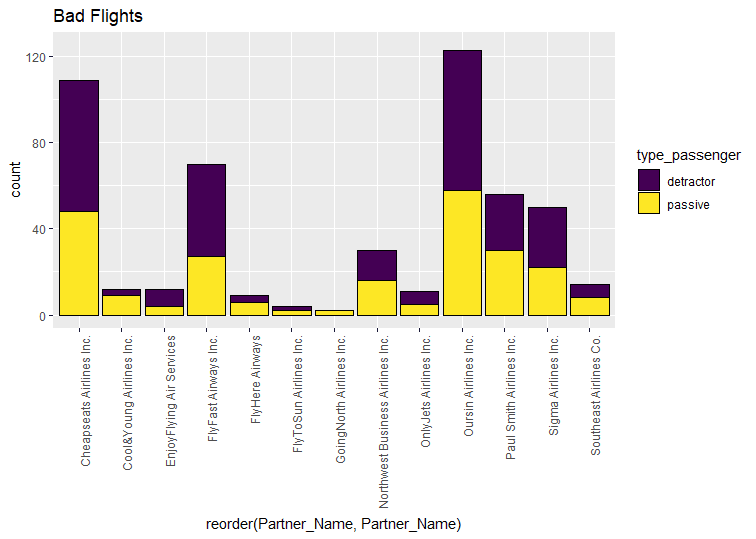 Bad Flights
120
80
40
0
count
Cheapseats Airlines Inc.
Cool&Young Airlines Inc.
EnjoyFlying Air Services
FlyFast Airways Inc.
FlyHere Airways
FlyToSun Airlines Inc.
GoingNorth Airlines Inc.
Northwest Business Airlines Inc.
OnlyJets Airlines Inc.
Oursin Airlines Inc.
Paul Smith Airlines Inc.
Sigma Airlines Inc.
Southeast Airlines Co.
reorder(Partner_Name, Partner_Name)
type_passenger
detractor
passive